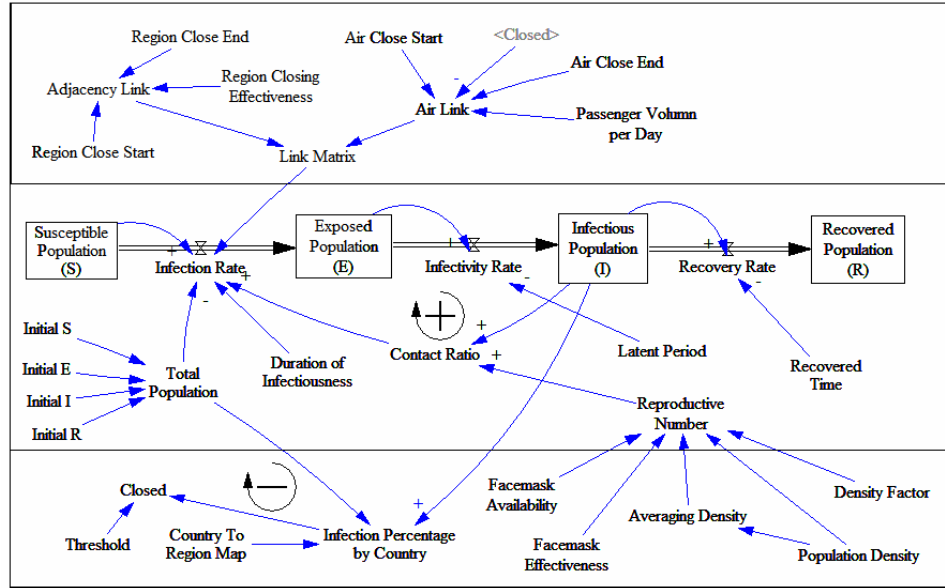 Region Close End
Air Close Start
<Closed>
Air Close End
Adjacency Link
Region Closing
Effectiveness
-
Air Link
Passenger Volumn
per Day
Region Close Start
Link Matrix
Susceptible
Population
(S)
Exposed
Population
(E)
Infectious
Population
(I)
Recovered
Population
(R)
+
Infection Rate
+
+
Infectivity Rate
-
+
Recovery Rate
-
-
+
Initial S
Initial E
Initial I
Initial R
Total
Population
Duration of
Infectiousness
+
Contact Ratio
+
Latent Period
Recovered
Time
Reproductive
Number
-
Closed
Threshold
Country To
Region Map
+
Infection Percentage
by Country
Facemask
Availability
Facemask
Effectiveness
Averaging Density
Density Factor
Population Density